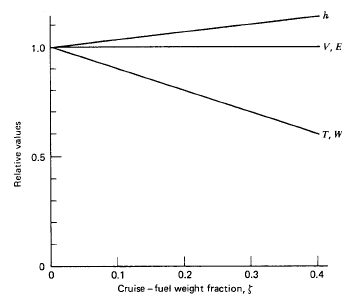 h
1.0
V, E
T, W
0.5
0
0
0.1
0.2
0.3
0.4
Relative values
Cruise – fuel weight fraction, ζ